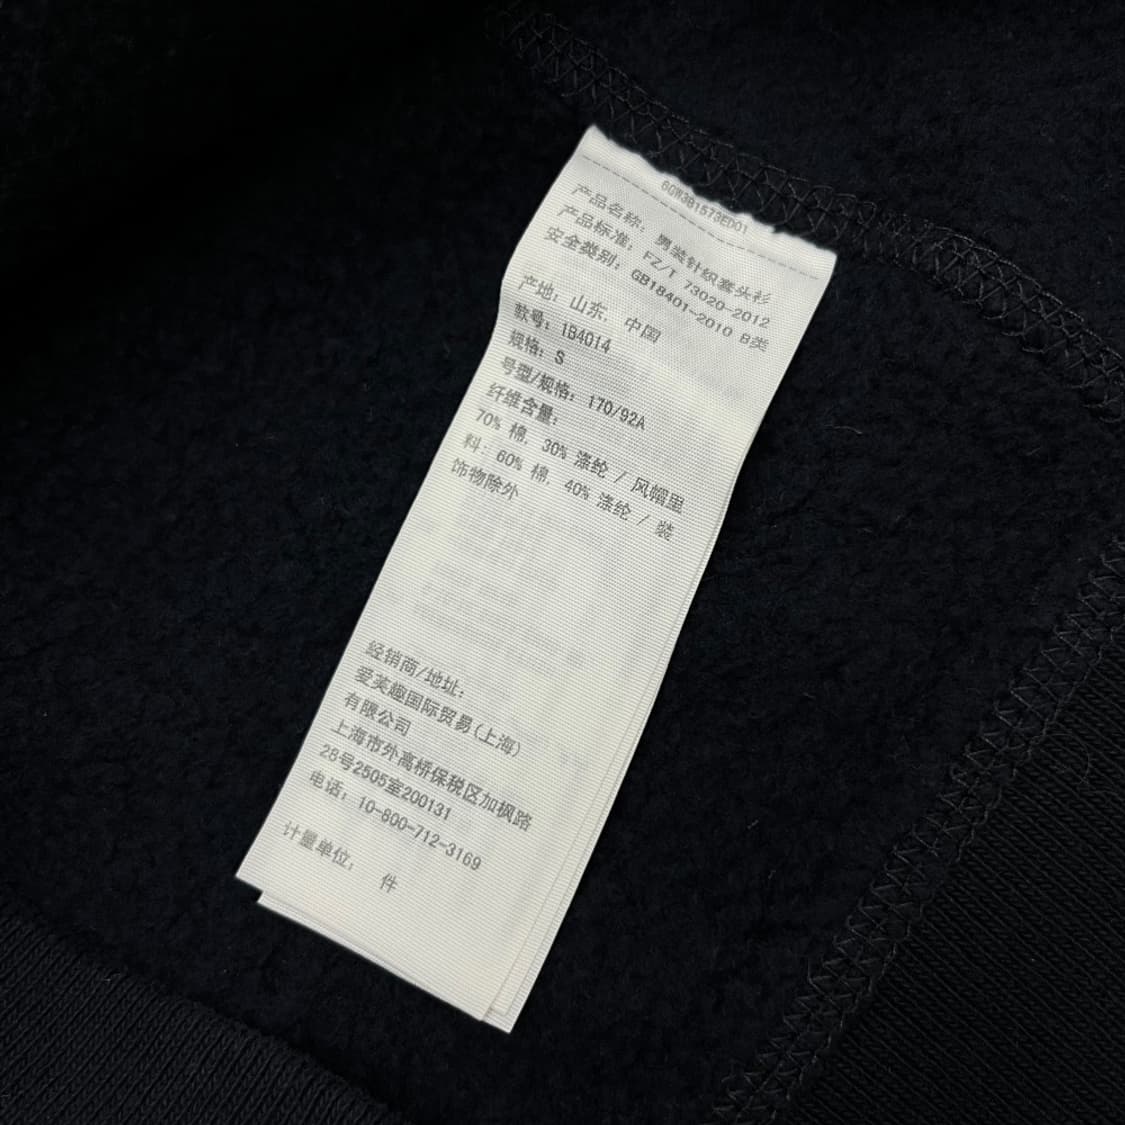 6GW3B1573ED01
产品名称: 男装针织套头衫
产品标准: FZ/T 73020-2012
安全类别: GB18401-2010 B类
产地: 山东, 中国
款号: 1B4014
规格: S
号型/规格: 170/92A
纤维含量:
70% 棉, 30% 涤纶 / 风帽里
料: 60% 棉, 40% 涤纶 / 装
饰物除外
经销商/地址:
爱芙趣国际贸易(上海)
有限公司
上海市外高桥保税区加枫路
28号2505室200131
电话: 10-800-712-3169
计量单位: 件